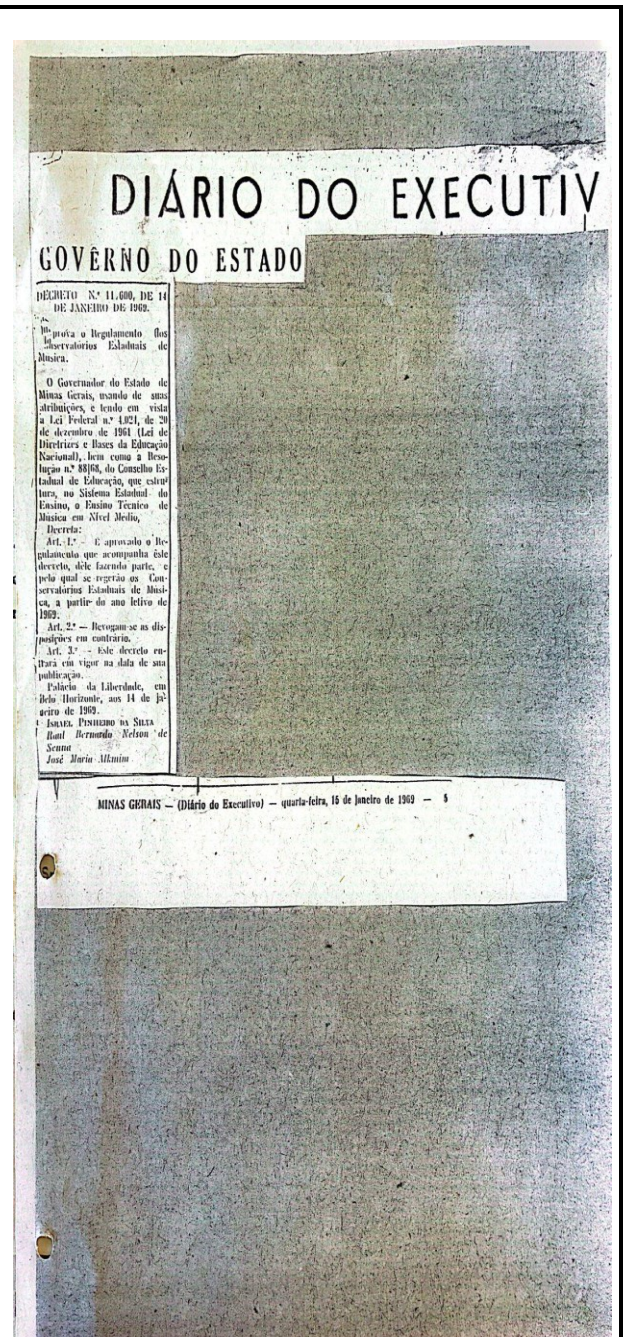 DIÁRIO DO EXECUTIV
GOVÊRNO DO ESTADO
DECRETO N.º 11.600, DE 14
DE JANEIRO DE 1969.
prova o Regulamento dos
servatórios Estaduais de
Musica.
O Governador do Estado de
Minas Gerais, usando de suas
atribuições, e tendo em vista
a Lei Federal n.º 4.024, de 20
de dezembro de 1961 (Lei de
Diretrizes e Bases da Educação
Nacional), bem como a Reso-
lução n.º 88|68, do Conselho Es-
tadual de Educação, que estru-
tura, no Sistema Estadual do
Ensino, o Ensino Técnico de
Música em Nível Médio,
Decreta:
Art. 1.º — É aprovado o Re-
gulamento que acompanha êste
decreto, dêle fazendo parte, e
pelo qual se regerão os Con-
servatórios Estaduais de Músi-
ca, a partir do ano letivo de
1969.
Art. 2.º — Revogam-se as dis-
posições em contrário.
Art. 3.º — Este decreto en-
trará em vigor na data de sua
publicação.
Palácio da Liberdade, em
Belo Horizonte, aos 14 de ja-
neiro de 1969.
ISRAEL PINHEIRO DA SILVA
Raul Bernardo Nelson de
Senna
José Maria Alkmim
MINAS GERAIS — (Diário do Executivo) — quarta-feira, 15 de janeiro de 1969 — 5